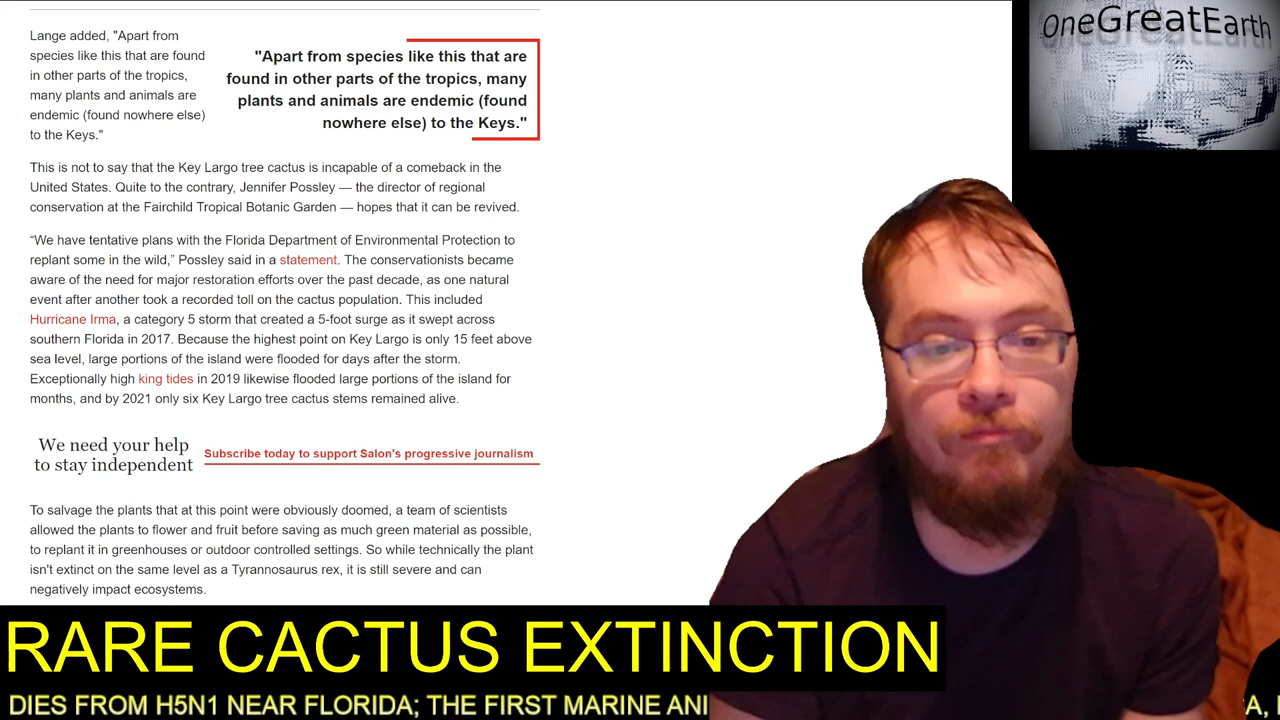 Lange added, "Apart from
species like this that are found
in other parts of the tropics,
many plants and animals are
endemic (found nowhere else)
to the Keys."
"Apart from species like this that are
found in other parts of the tropics, many
plants and animals are endemic (found
nowhere else) to the Keys."
This is not to say that the Key Largo tree cactus is incapable of a comeback in the
United States. Quite to the contrary, Jennifer Possley — the director of regional
conservation at the Fairchild Tropical Botanic Garden — hopes that it can be revived.
“We have tentative plans with the Florida Department of Environmental Protection to
replant some in the wild,” Possley said in a statement. The conservationists became
aware of the need for major restoration efforts over the past decade, as one natural
event after another took a recorded toll on the cactus population. This included
Hurricane Irma, a category 5 storm that created a 5-foot surge as it swept across
southern Florida in 2017. Because the highest point on Key Largo is only 15 feet above
sea level, large portions of the island were flooded for days after the storm.
Exceptionally high king tides in 2019 likewise flooded large portions of the island for
months, and by 2021 only six Key Largo tree cactus stems remained alive.
We need your help
to stay independent
Subscribe today to support Salon's progressive journalism
To salvage the plants that at this point were obviously doomed, a team of scientists
allowed the plants to flower and fruit before saving as much green material as possible,
to replant it in greenhouses or outdoor controlled settings. So while technically the plant
isn't extinct on the same level as a Tyrannosaurus rex, it is still severe and can
negatively impact ecosystems.
OneGreatEarth
RARE CACTUS EXTINCTION
DIES FROM H5N1 NEAR FLORIDA; THE FIRST MARINE ANI A,